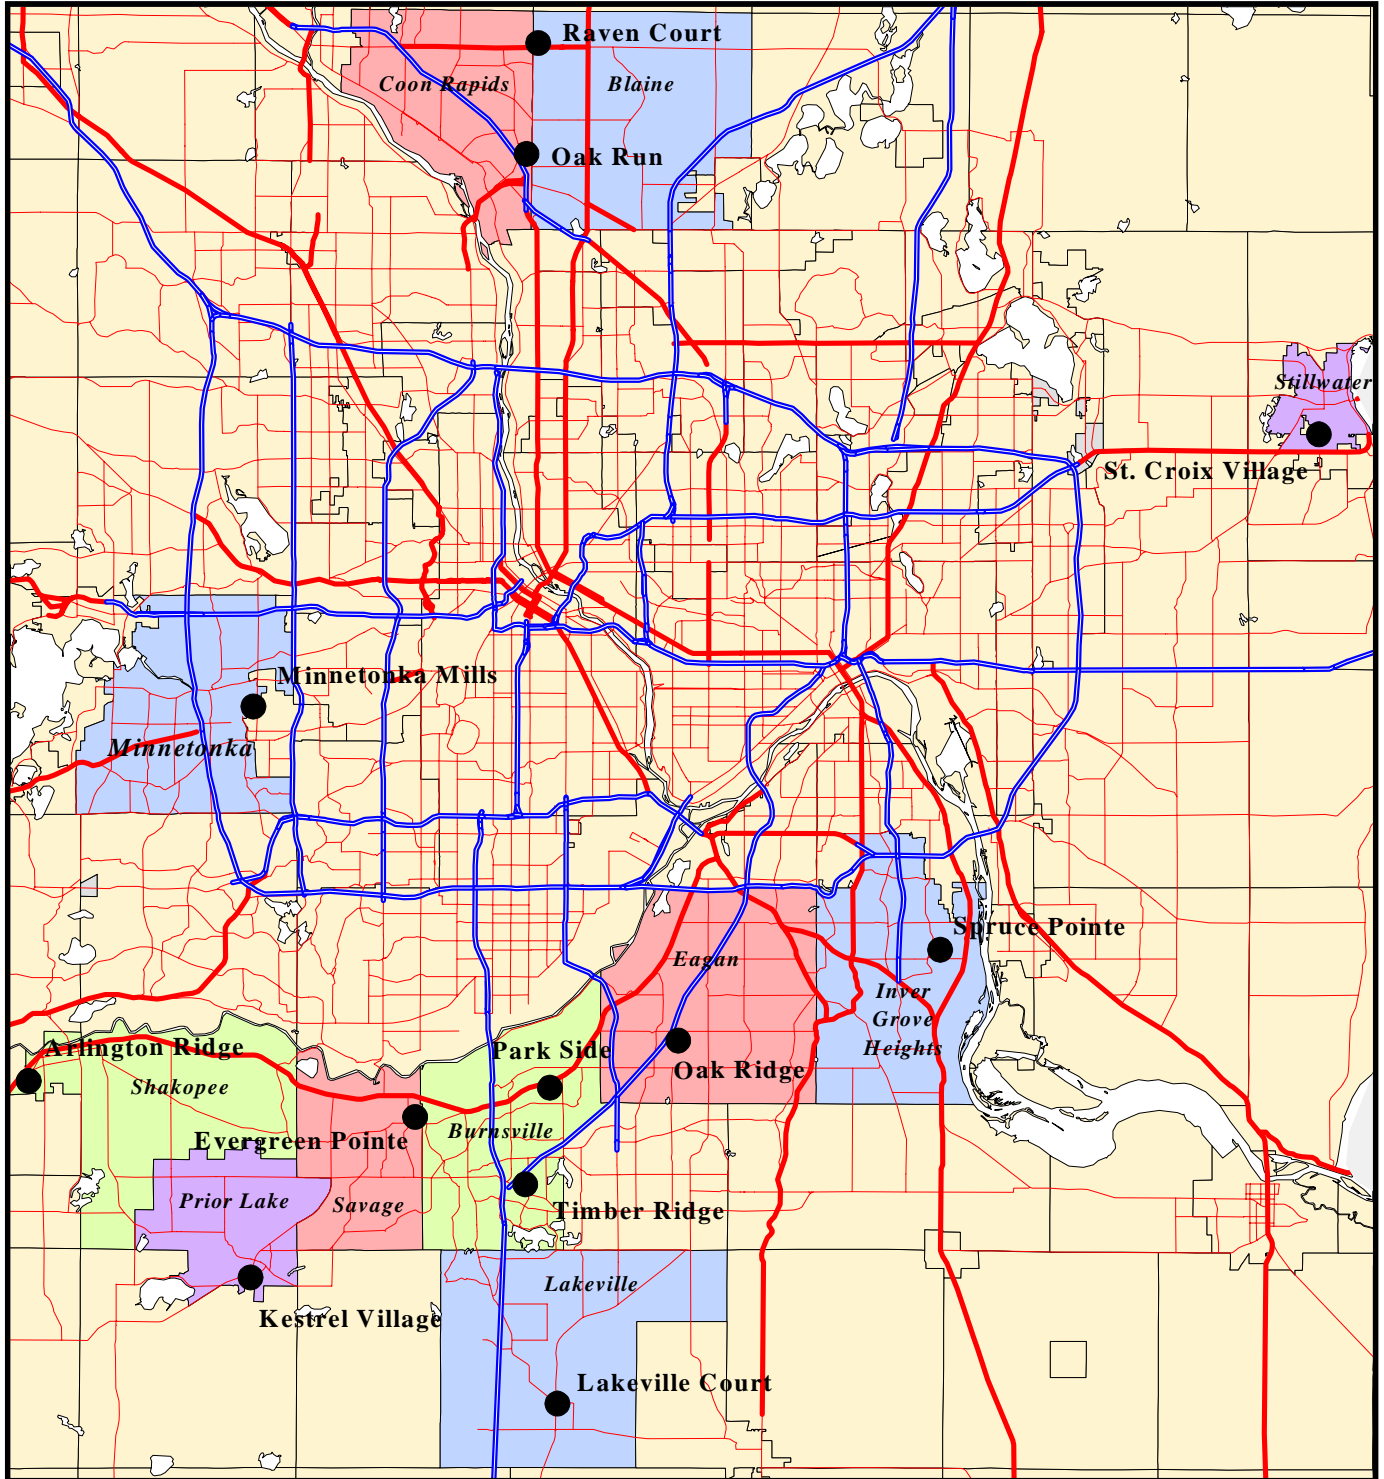 Raven Court
Coon Rapids
Blaine
Oak Run
Stillwater
St. Croix Village
Minnetonka Mills
Minnetonka
Spruce Pointe
Eagan
Inver
Grove
Heights
Arlington Ridge
Park Side
Oak Ridge
Shakopee
Evergreen Pointe
Burnsville
Prior Lake
Savage
Timber Ridge
Lakeville
Kestrel Village
Lakeville Court